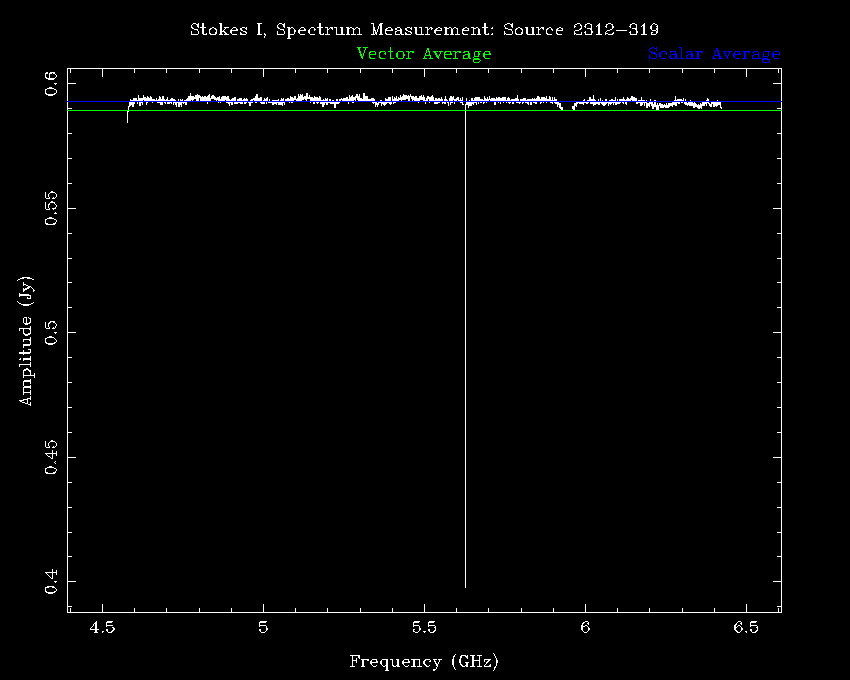 Stokes I, Spectrum Measurement: Source 2312−319
Vector Average Scalar Average
0.6
0.55
0.5
0.45
0.4
Amplitude (Jy)
4.5 5 5.5 6 6.5
Frequency (GHz)